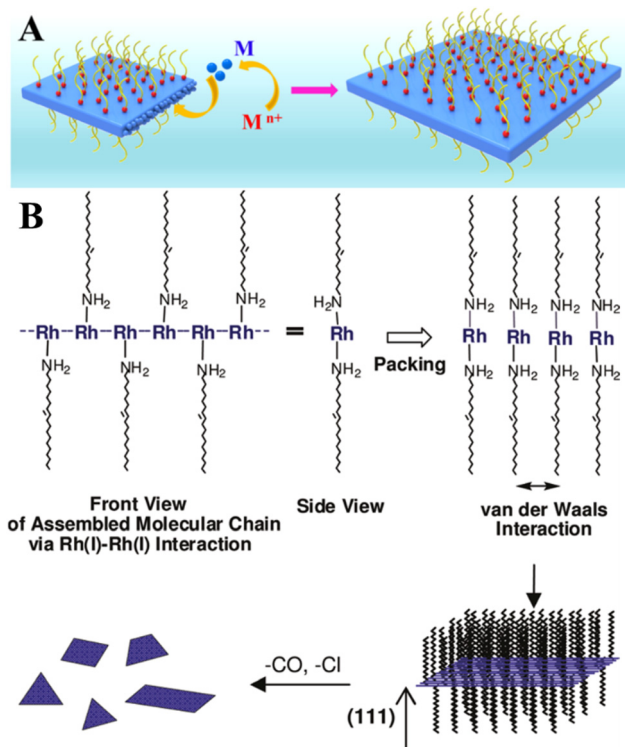 A
M
M n+
B
NH2 NH2 NH2
--Rh-Rh-Rh-Rh-Rh-Rh--
NH2 NH2 NH2
=
H2N
Rh
NH2
Packing
NH2 NH2 NH2 NH2
Rh Rh Rh Rh
NH2 NH2 NH2 NH2
Front View
of Assembled Molecular Chain
via Rh(I)-Rh(I) Interaction
Side View
van der Waals
Interaction
-CO, -Cl
(111)